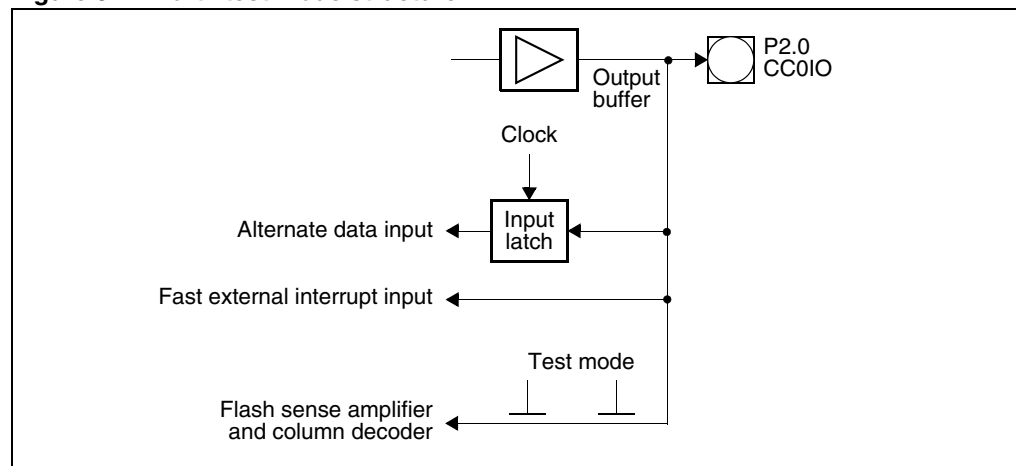 P2.0
CC0IO
Output
buffer
Clock
Input
latch
Alternate data input
Fast external interrupt input
Test mode
Flash sense amplifier
and column decoder